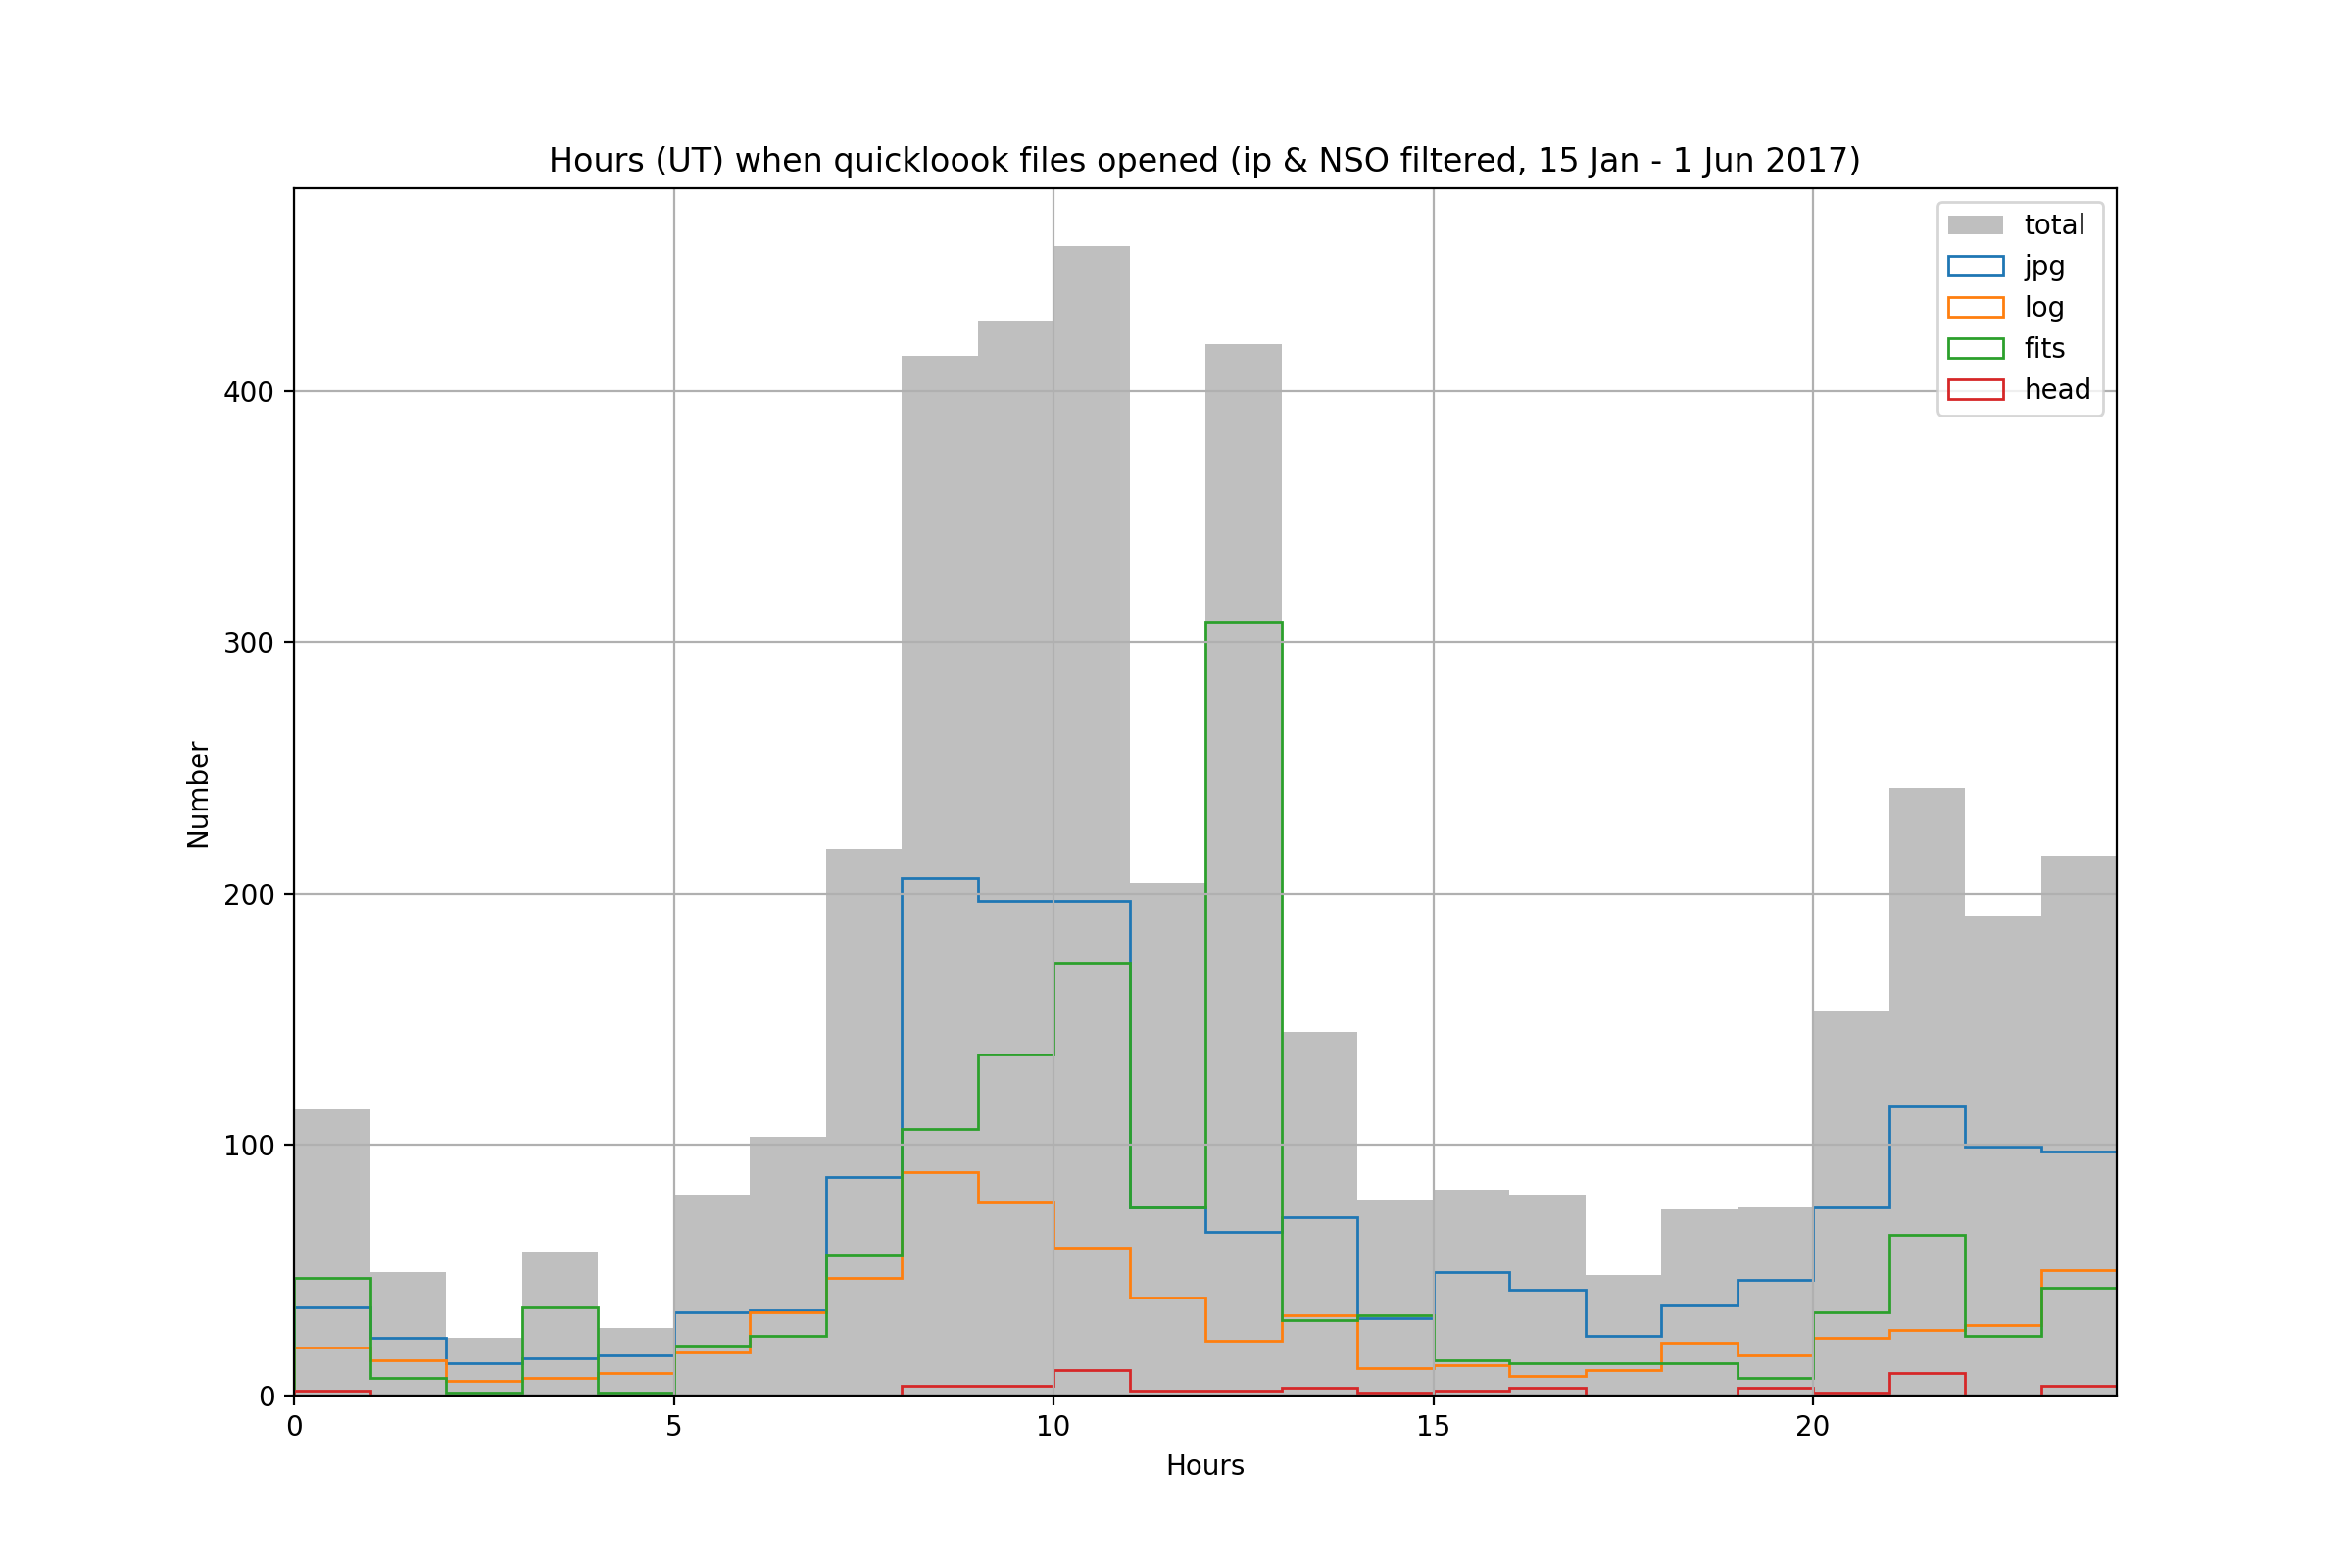 Hours (UT) when quickloook files opened (ip & NSO filtered, 15 Jan - 1 Jun 2017)
total
jpg
log
fits
head
400
300
200
100
0
Number
0 5 10 15 20
Hours